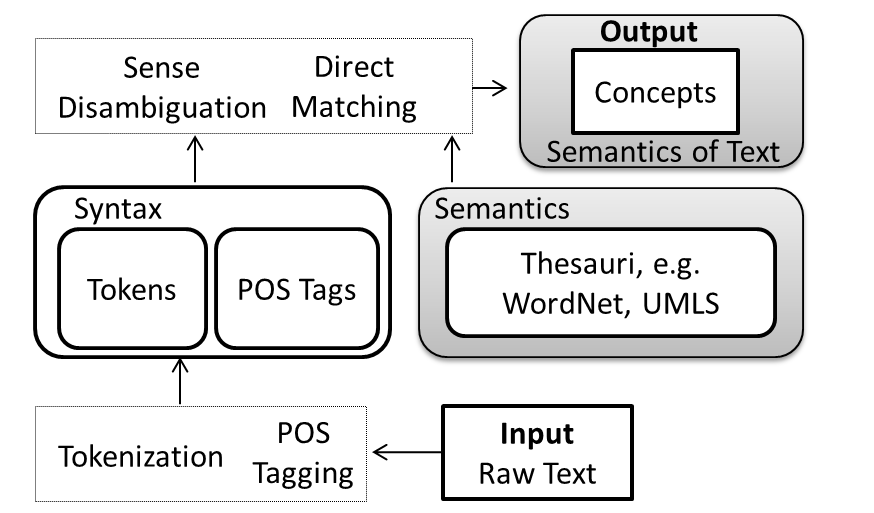 Sense
Disambiguation
Direct
Matching
Output
Concepts
Semantics of Text
Syntax
Tokens
POS Tags
Semantics
Thesauri, e.g.
WordNet, UMLS
Tokenization
POS
Tagging
Input
Raw Text